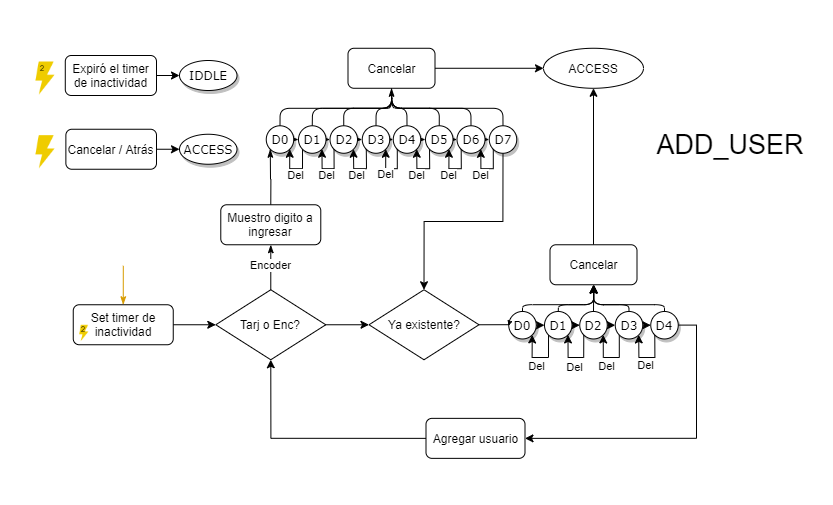 2
Expiró el timer
de inactividad
IDDLE
Cancelar
ACCESS
Cancelar / Atrás
ACCESS
D0 D1 D2 D3 D4 D5 D6 D7
Del Del Del Del Del Del Del
ADD_USER
Muestro digito a
ingresar
Encoder
Cancelar
2
Set timer de
inactividad
Tarj o Enc?
Ya existente?
D0 D1 D2 D3 D4
Del Del Del Del
Agregar usuario